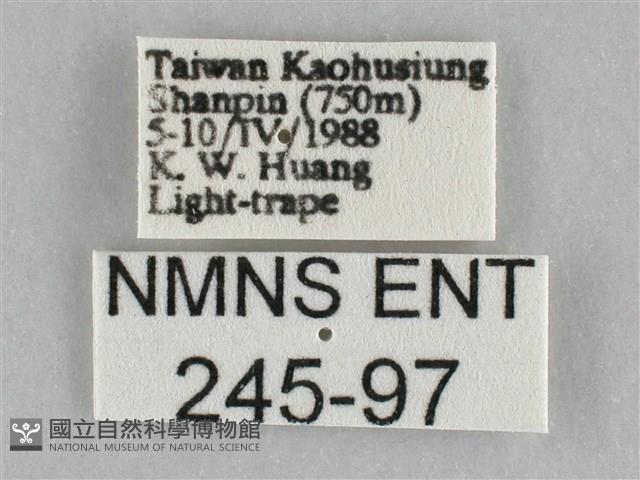 Taiwan Kaohusiung
Shanpin (750m)
5-10/IV/1988
K. W. Huang
Light-trape
NMNS ENT
245-97
國立自然科學博物館
NATIONAL MUSEUM OF NATURAL SCIENCE